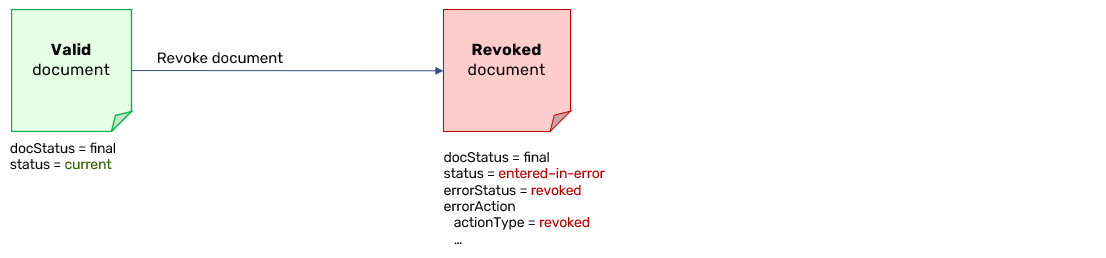 Valid
document
Revoke document
Revoked
document
docStatus = final
status = current
docStatus = final
status = entered–in-error
errorStatus = revoked
errorAction
actionType = revoked
…